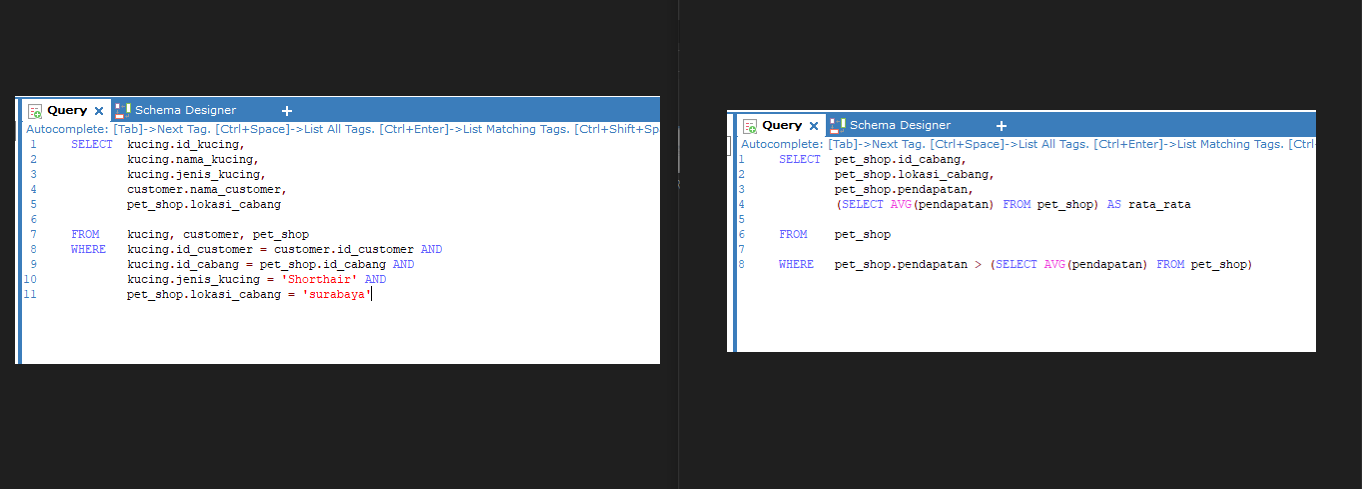 Query Schema Designer +
Autocomplete: [Tab]->Next Tag. [Ctrl+Space]->List All Tags. [Ctrl+Enter]->List Matching Tags. [Ctrl+Shift+Sp
1 SELECT kucing.id_kucing,
2 kucing.nama_kucing,
3 kucing.jenis_kucing,
4 customer.nama_customer,
5 pet_shop.lokasi_cabang
6
7 FROM kucing, customer, pet_shop
8 WHERE kucing.id_customer = customer.id_customer AND
9 kucing.id_cabang = pet_shop.id_cabang AND
10 kucing.jenis_kucing = 'Shorthair' AND
11 pet_shop.lokasi_cabang = 'surabaya'
Query Schema Designer +
Autocomplete: [Tab]->Next Tag. [Ctrl+Space]->List All Tags. [Ctrl+Enter]->List Matching Tags. [Ctrl
1 SELECT pet_shop.id_cabang,
2 pet_shop.lokasi_cabang,
3 pet_shop.pendapatan,
4 (SELECT AVG(pendapatan) FROM pet_shop) AS rata_rata
5
6 FROM pet_shop
7
8 WHERE pet_shop.pendapatan > (SELECT AVG(pendapatan) FROM pet_shop)